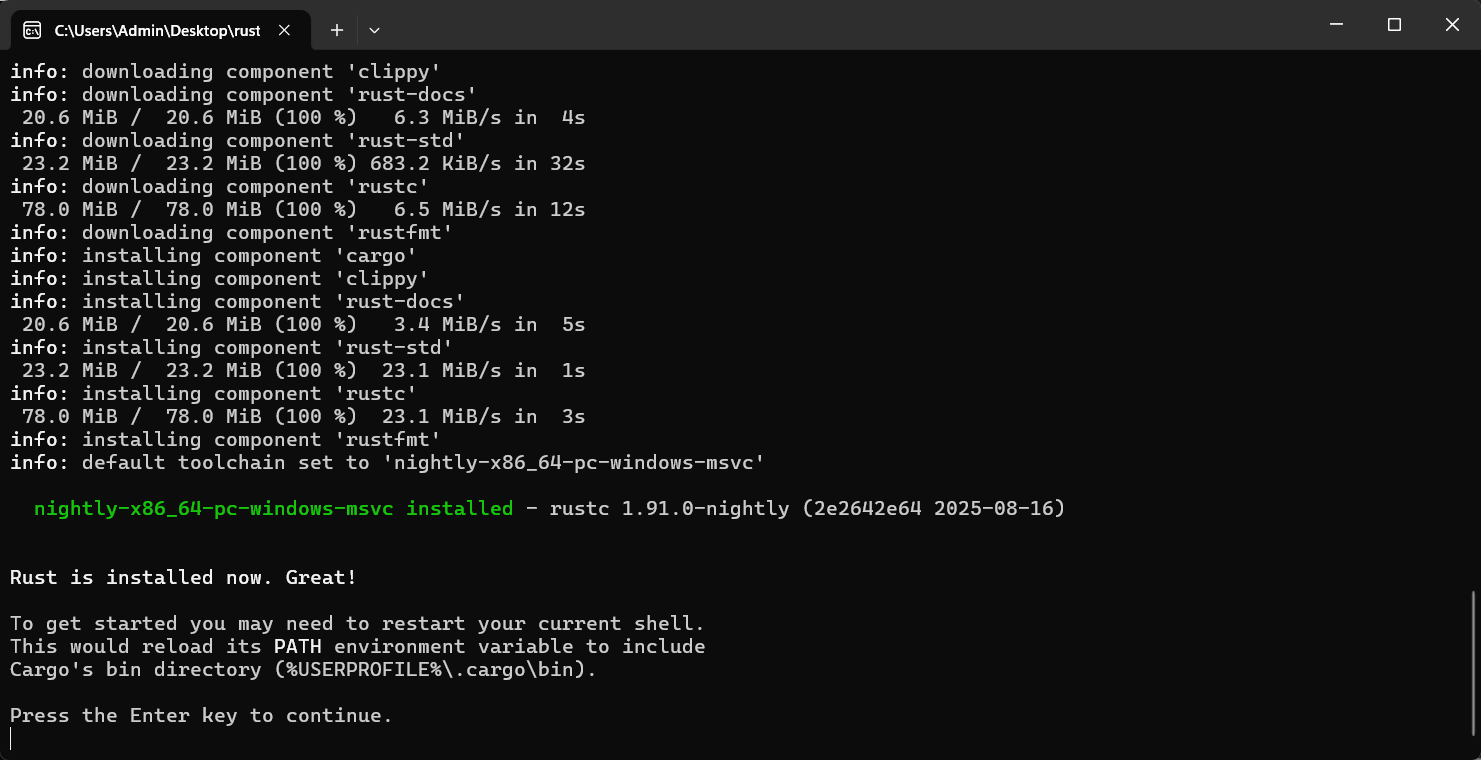 C:\Users\Admin\Desktop\rust
info: downloading component 'clippy'
info: downloading component 'rust-docs'
 20.6 MiB /  20.6 MiB (100 %)   6.3 MiB/s in  4s
info: downloading component 'rust-std'
 23.2 MiB /  23.2 MiB (100 %) 683.2 KiB/s in 32s
info: downloading component 'rustc'
 78.0 MiB /  78.0 MiB (100 %)   6.5 MiB/s in 12s
info: downloading component 'rustfmt'
info: installing component 'cargo'
info: installing component 'clippy'
info: installing component 'rust-docs'
 20.6 MiB /  20.6 MiB (100 %)   3.4 MiB/s in  5s
info: installing component 'rust-std'
 23.2 MiB /  23.2 MiB (100 %)  23.1 MiB/s in  1s
info: installing component 'rustc'
 78.0 MiB /  78.0 MiB (100 %)  23.1 MiB/s in  3s
info: installing component 'rustfmt'
info: default toolchain set to 'nightly-x86_64-pc-windows-msvc'
  nightly-x86_64-pc-windows-msvc installed - rustc 1.91.0-nightly (2e2642e64 2025-08-16)
Rust is installed now. Great!
To get started you may need to restart your current shell.
This would reload its PATH environment variable to include
Cargo's bin directory (%USERPROFILE%\.cargo\bin).
Press the Enter key to continue.